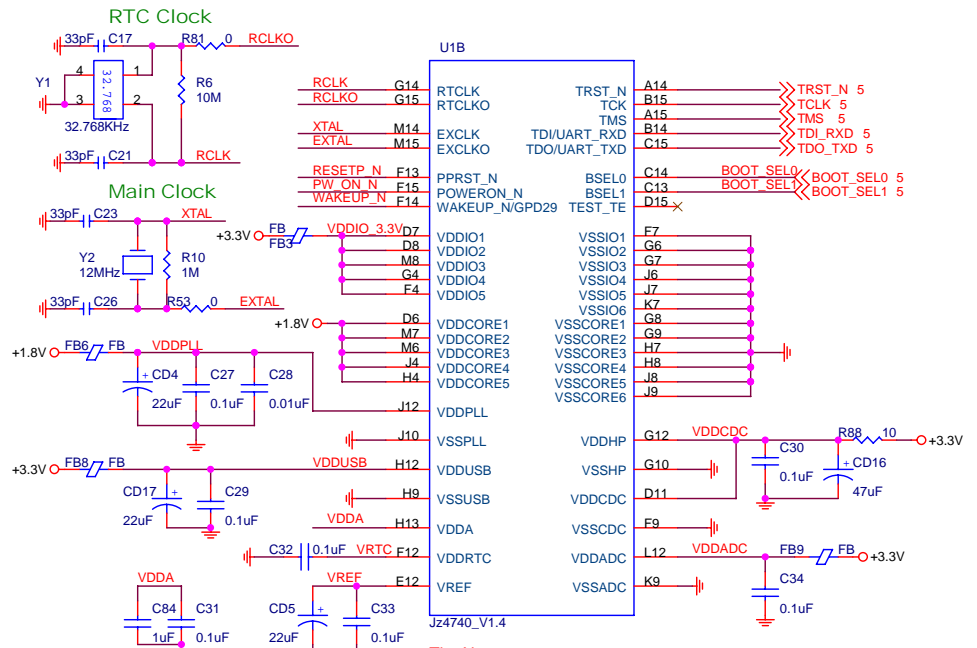 RTC Clock
33pF C17 R81 0 RCLKO
Y1 4 1 32.768 3 2 R6 10M
32.768KHz
33pF C21 RCLK
Main Clock
33pF C23 XTAL
Y2 12MHz R10 1M
33pF C26 R53 0 EXTAL
U1B
RCLK G14 RTCLK TRST_N A14 TRST_N 5
RCLKO G15 RTCLKO TCK B15 TCLK 5
TMS A15 TMS 5
XTAL M14 EXCLK TDI/UART_RXD B14 TDI_RXD 5
EXTAL M15 EXCLKO TDO/UART_TXD C15 TDO_TXD 5
RESETP_N F13 PPRST_N BSEL0 C14 BOOT_SEL0 BOOT_SEL0 5
PW_ON_N F15 POWERON_N BSEL1 C13 BOOT_SEL1 BOOT_SEL1 5
WAKEUP_N F14 WAKEUP_N/GPD29 TEST_TE D15
+3.3V FB FB3 VDDIO_3.3V D7 VDDIO1 VSSIO1 F7
D8 VDDIO2 VSSIO2 G6
M8 VDDIO3 VSSIO3 G7
G4 VDDIO4 VSSIO4 J6
F4 VDDIO5 VSSIO5 J7
VSSIO6 K7
+1.8V D6 VDDCORE1 VSSCORE1 G8
M7 VDDCORE2 VSSCORE2 G9
M6 VDDCORE3 VSSCORE3 H7
J4 VDDCORE4 VSSCORE4 H8
H4 VDDCORE5 VSSCORE5 J8
VSSCORE6 J9
+1.8V FB6 FB VDDPLL
CD4 22uF C27 0.1uF C28 0.01uF
J12 VDDPLL
J10 VSSPLL VDDHP G12 VDDCDC R88 10 +3.3V
C30 0.1uF CD16 47uF
+3.3V FB8 FB VDDUSB H12 VDDUSB VSSHP G10
CD17 22uF C29 0.1uF
H9 VSSUSB VDDCDC D11
VDDA H13 VDDA VSSCDC F9
C32 0.1uF VRTC F12 VDDRTC VDDADC L12 VDDADC FB9 FB +3.3V
VREF E12 VREF VSSADC K9
C34 0.1uF
VDDA
C84 1uF C31 0.1uF
CD5 22uF C33 0.1uF
Jz4740_V1.4